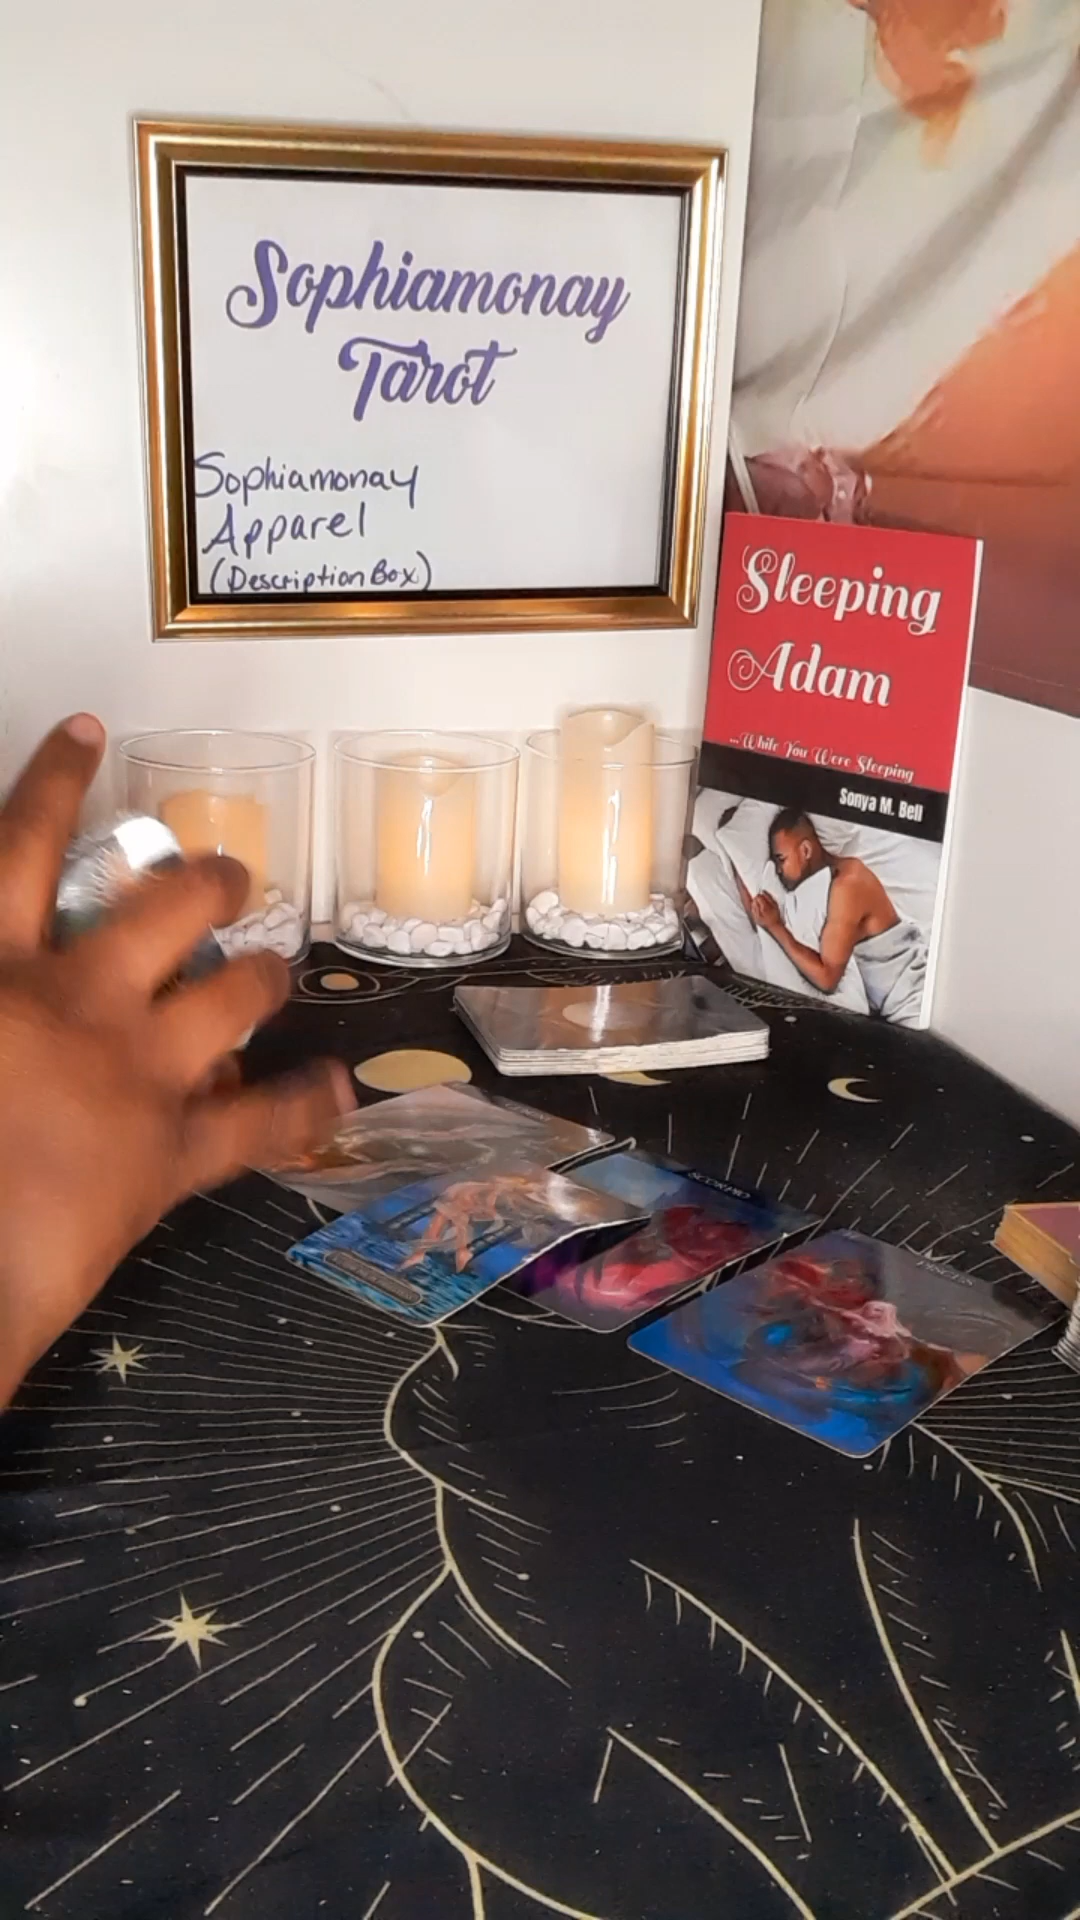 Sophiamonay
Tarot
Sophiamonay
Apparel
(Description Box)
Sleeping
Adam
...While You Were Sleeping
Sonya M. Bell
SCORPIO
PISCES